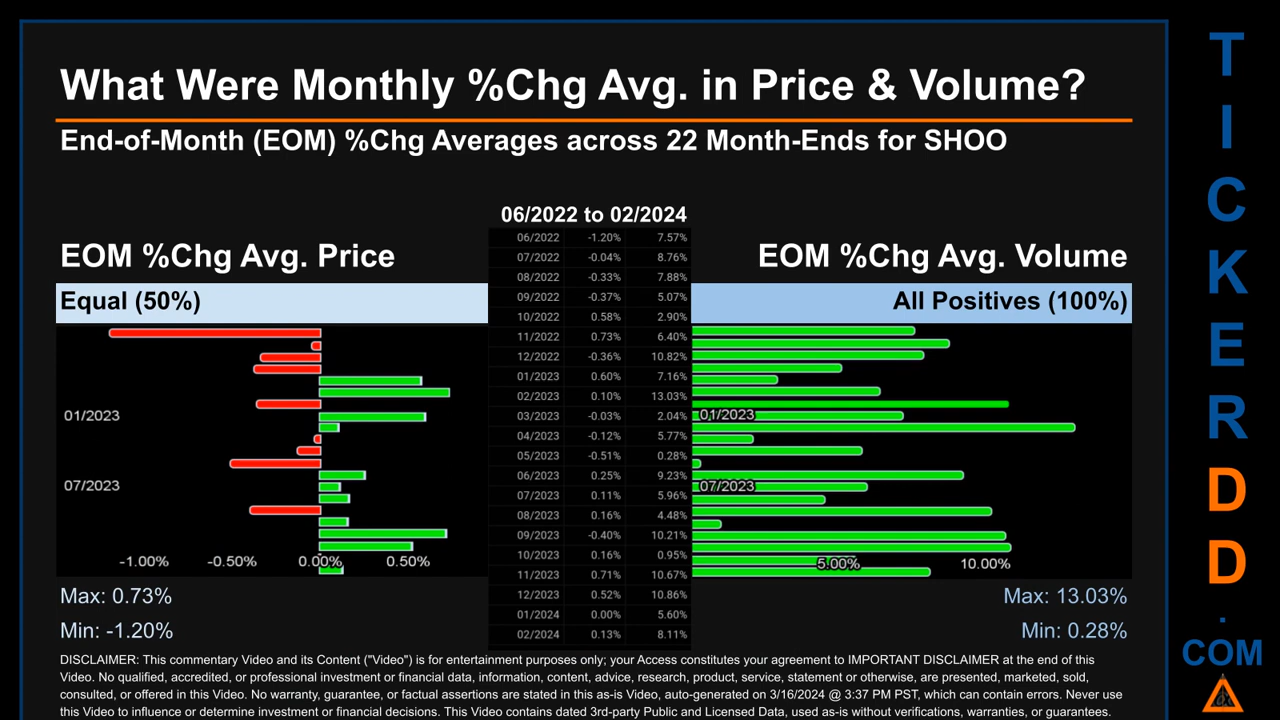 What Were Monthly %Chg Avg. in Price & Volume?
End-of-Month (EOM) %Chg Averages across 22 Month-Ends for SHOO
06/2022 to 02/2024
EOM %Chg Avg. Price
EOM %Chg Avg. Volume
Equal (50%)
All Positives (100%)
06/2022 -1.20% 7.57%
07/2022 -0.04% 8.76%
08/2022 -0.33% 7.88%
09/2022 -0.37% 5.07%
10/2022 0.58% 2.90%
11/2022 0.73% 6.40%
12/2022 -0.36% 10.82%
01/2023 0.60% 7.16%
02/2023 0.10% 13.03%
03/2023 -0.03% 2.04%
04/2023 -0.12% 5.77%
05/2023 -0.51% 0.28%
06/2023 0.25% 9.23%
07/2023 0.11% 5.96%
08/2023 0.16% 4.48%
09/2023 -0.40% 10.21%
10/2023 0.16% 0.95%
11/2023 0.71% 10.67%
12/2023 0.52% 10.86%
01/2024 0.00% 5.60%
02/2024 0.13% 8.11%
01/2023
07/2023
-1.00% -0.50% 0.00% 0.50%
01/2023
07/2023
5.00% 10.00%
Max: 0.73%
Min: -1.20%
Max: 13.03%
Min: 0.28%
DISCLAIMER: This commentary Video and its Content ("Video") is for entertainment purposes only; your Access constitutes your agreement to IMPORTANT DISCLAIMER at the end of this
Video. No qualified, accredited, or professional investment or financial data, information, content, advice, research, product, service, statement or otherwise, are presented, marketed, sold,
consulted, or offered in this Video. No warranty, guarantee, or factual assertions are stated in this as-is Video, auto-generated on 3/16/2024 @ 3:37 PM PST, which can contain errors. Never use
this Video to influence or determine investment or financial decisions. This Video contains dated 3rd-party Public and Licensed Data, used as-is without verifications, warranties, or guarantees.
T
I
C
K
E
R
D
D
.
COM